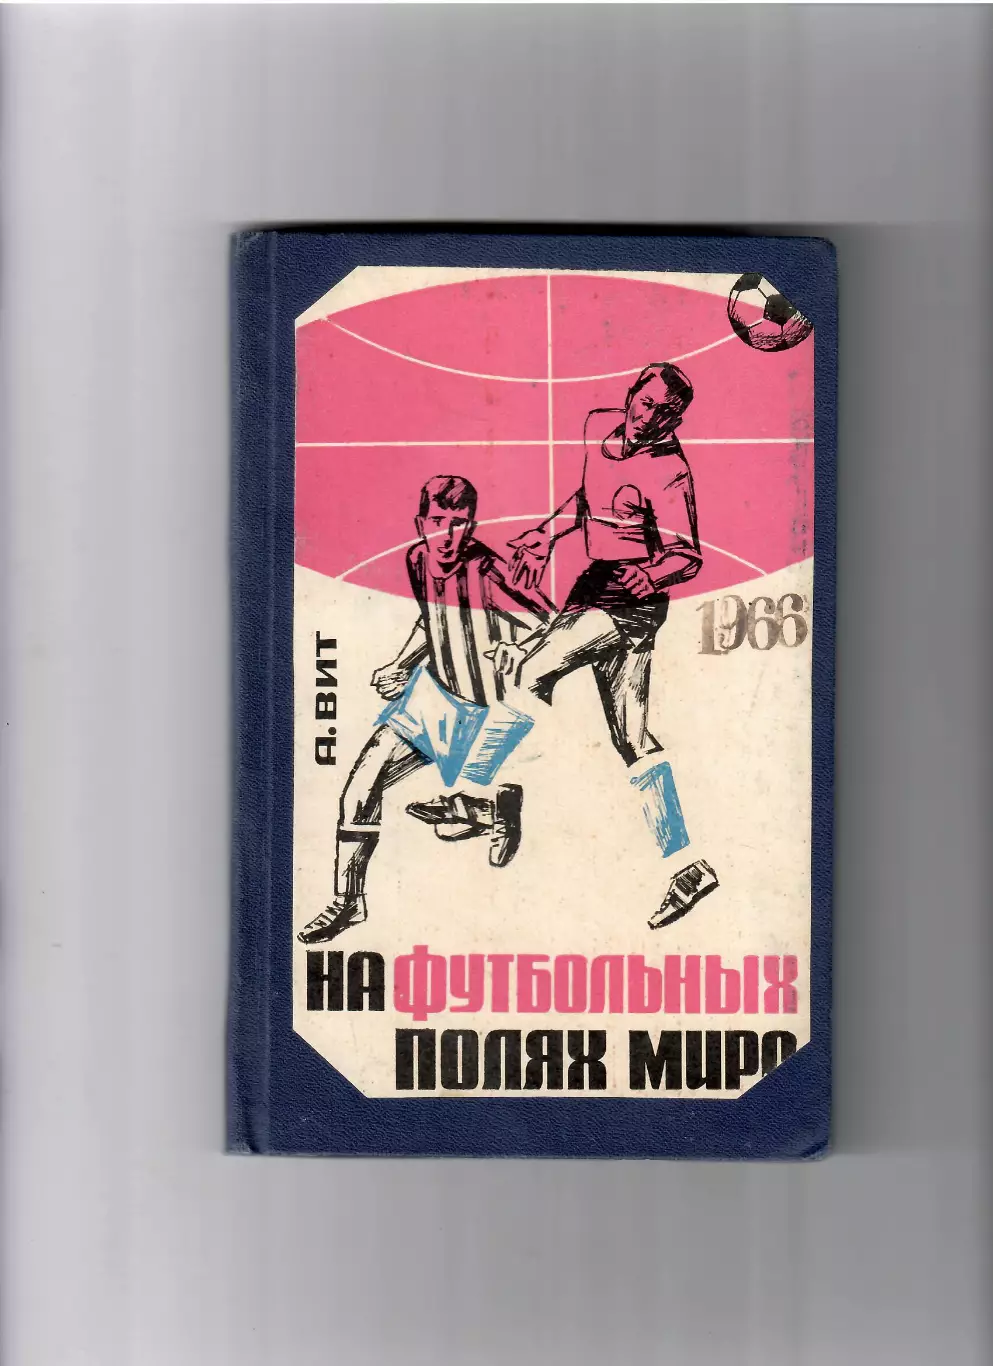 1966
А. ВИТ
НА ФУТБОЛЬНЫХ
ПОЛЯХ МИРА